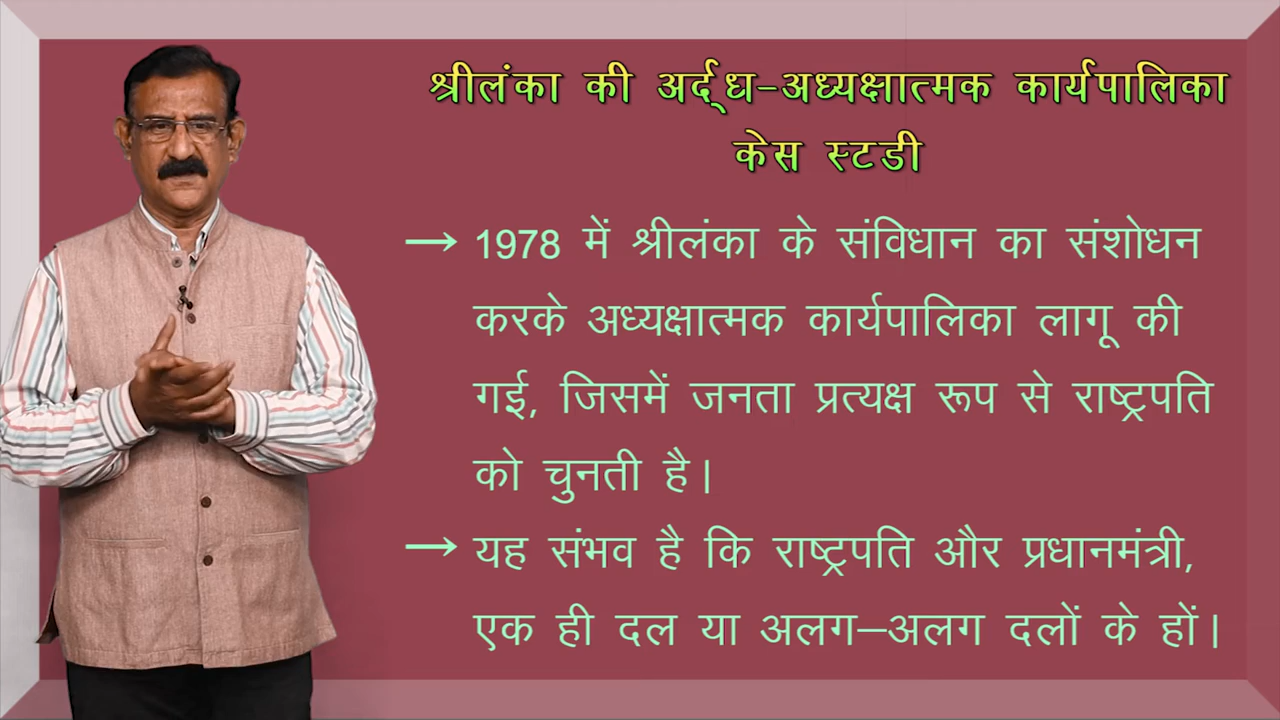 श्रीलंका की अर्द्ध-अध्यक्षात्मक कार्यपालिका
केस स्टडी
→ 1978 में श्रीलंका के संविधान का संशोधन
करके अध्यक्षात्मक कार्यपालिका लागू की
गई, जिसमें जनता प्रत्यक्ष रूप से राष्ट्रपति
को चुनती है।
→ यह संभव है कि राष्ट्रपति और प्रधानमंत्री,
एक ही दल या अलग–अलग दलों के हों।